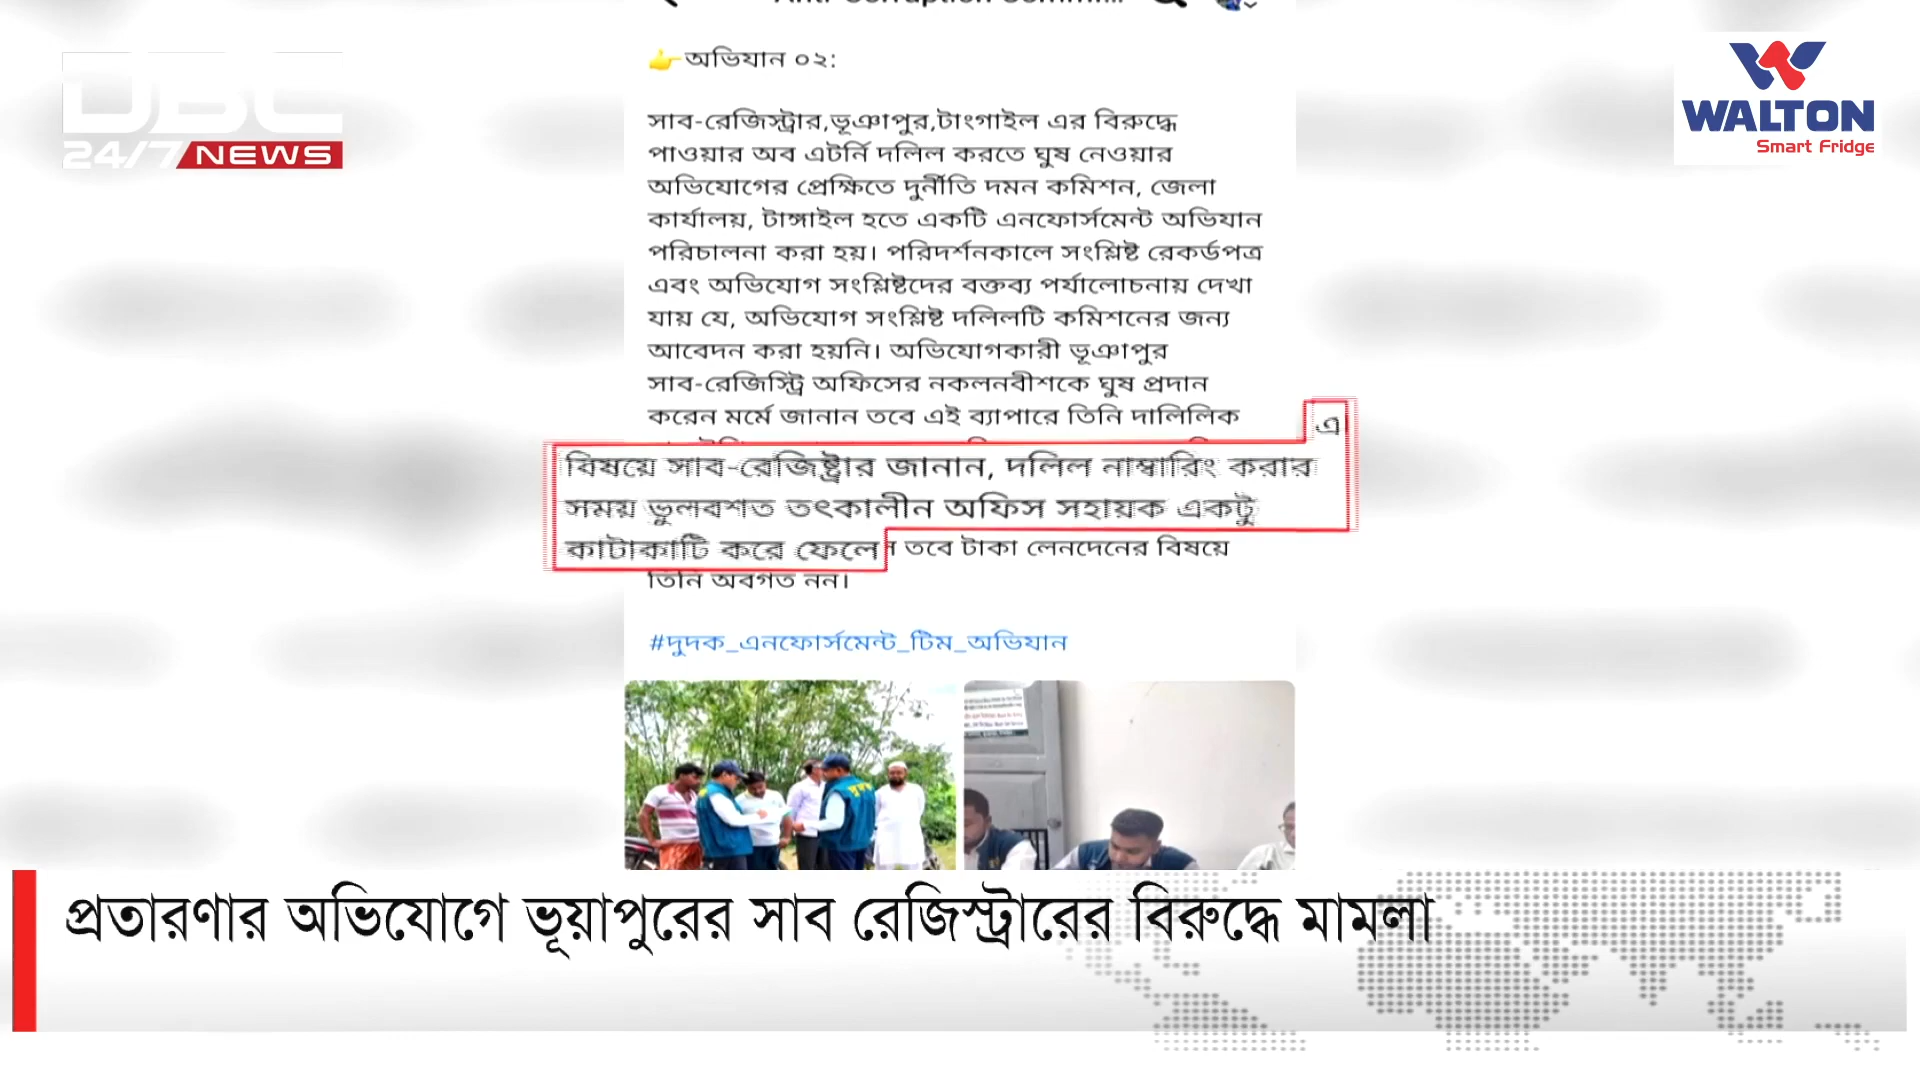 👉অভিযান ০২:
সাব-রেজিস্ট্রার,ভূঞাপুর,টাংগাইল এর বিরুদ্ধে
পাওয়ার অব এটর্নি দলিল করতে ঘুষ নেওয়ার
অভিযোগের প্রেক্ষিতে দুর্নীতি দমন কমিশন, জেলা
কার্যালয়, টাঙ্গাইল হতে একটি এনফোর্সমেন্ট অভিযান
পরিচালনা করা হয়। পরিদর্শনকালে সংশ্লিষ্ট রেকর্ডপত্র
এবং অভিযোগ সংশ্লিষ্টদের বক্তব্য পর্যালোচনায় দেখা
যায় যে, অভিযোগ সংশ্লিষ্ট দলিলটি কমিশনের জন্য
আবেদন করা হয়নি। অভিযোগকারী ভূঞাপুর
সাব-রেজিস্ট্রি অফিসের নকলনবীশকে ঘুষ প্রদান
করেন মর্মে জানান তবে এই ব্যাপারে তিনি দালিলিক
এ
বিষয়ে সাব-রেজিষ্ট্রার জানান, দলিল নাম্বারিং করার
সময় ভুলবশত তৎকালীন অফিস সহায়ক একটু
কাটাকাটি করে ফেলে তবে টাকা লেনদেনের বিষয়ে
তিনি অবগত নন।
#দুদক_এনফোর্সমেন্ট_টিম_অভিযান
DBC
24/7 NEWS
WALTON
Smart Fridge
প্রতারণার অভিযোগে ভূয়াপুরের সাব রেজিস্ট্রারের বিরুদ্ধে মামলা